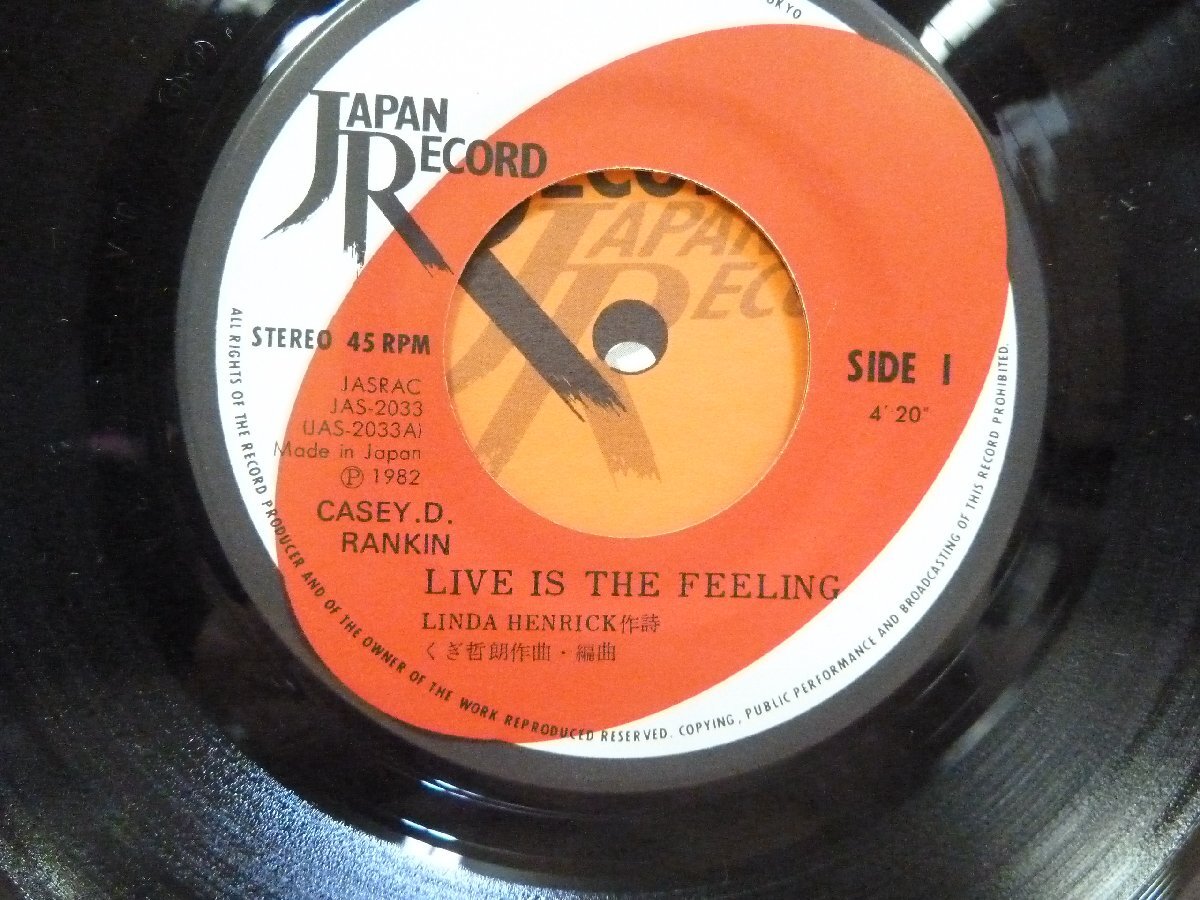 OKYO
JAPAN
RECORD
JAPAN
RECO
STEREO 45 RPM
SIDE 1
4'20"
JASRAC
JAS-2033
(JAS-2033A)
Made in Japan
Ⓟ 1982
CASEY.D.
RANKIN
LIVE IS THE FEELING
LINDA HENRICK作詩
くぎ哲朗作曲・編曲
ALL RIGHTS OF THE RECORD PRODUCER AND OF THE OWNER OF THE WORK REPRODUCED RESERVED. COPYING, PUBLIC PERFORMANCE AND BROADCASTING OF THIS RECORD PROHIBITED.